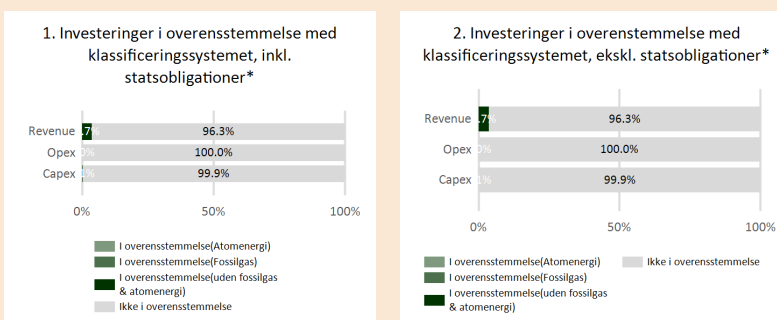 1. Investeringer i overensstemmelse med
klassificeringssystemet, inkl.
statsobligationer*
Revenue 96.3%
Opex 100.0%
Capex 99.9%
0% 50% 100%
I overensstemmelse(Atomenergi)
I overensstemmelse(Fossilgas)
I overensstemmelse(uden fossilgas
& atomenergi)
Ikke i overensstemmelse
2. Investeringer i overenstemmelse med
klassificeringssystemet, ekskl. statsobligationer*
Revenue 96.3%
Opex 100.0%
Capex 99.9%
0% 50% 100%
I overensstemmelse(Atomenergi) Ikke i overensstemmelse
I overensstemmelse(Fossilgas)
I overensstemmelse(uden fossilgas
& atomenergi)